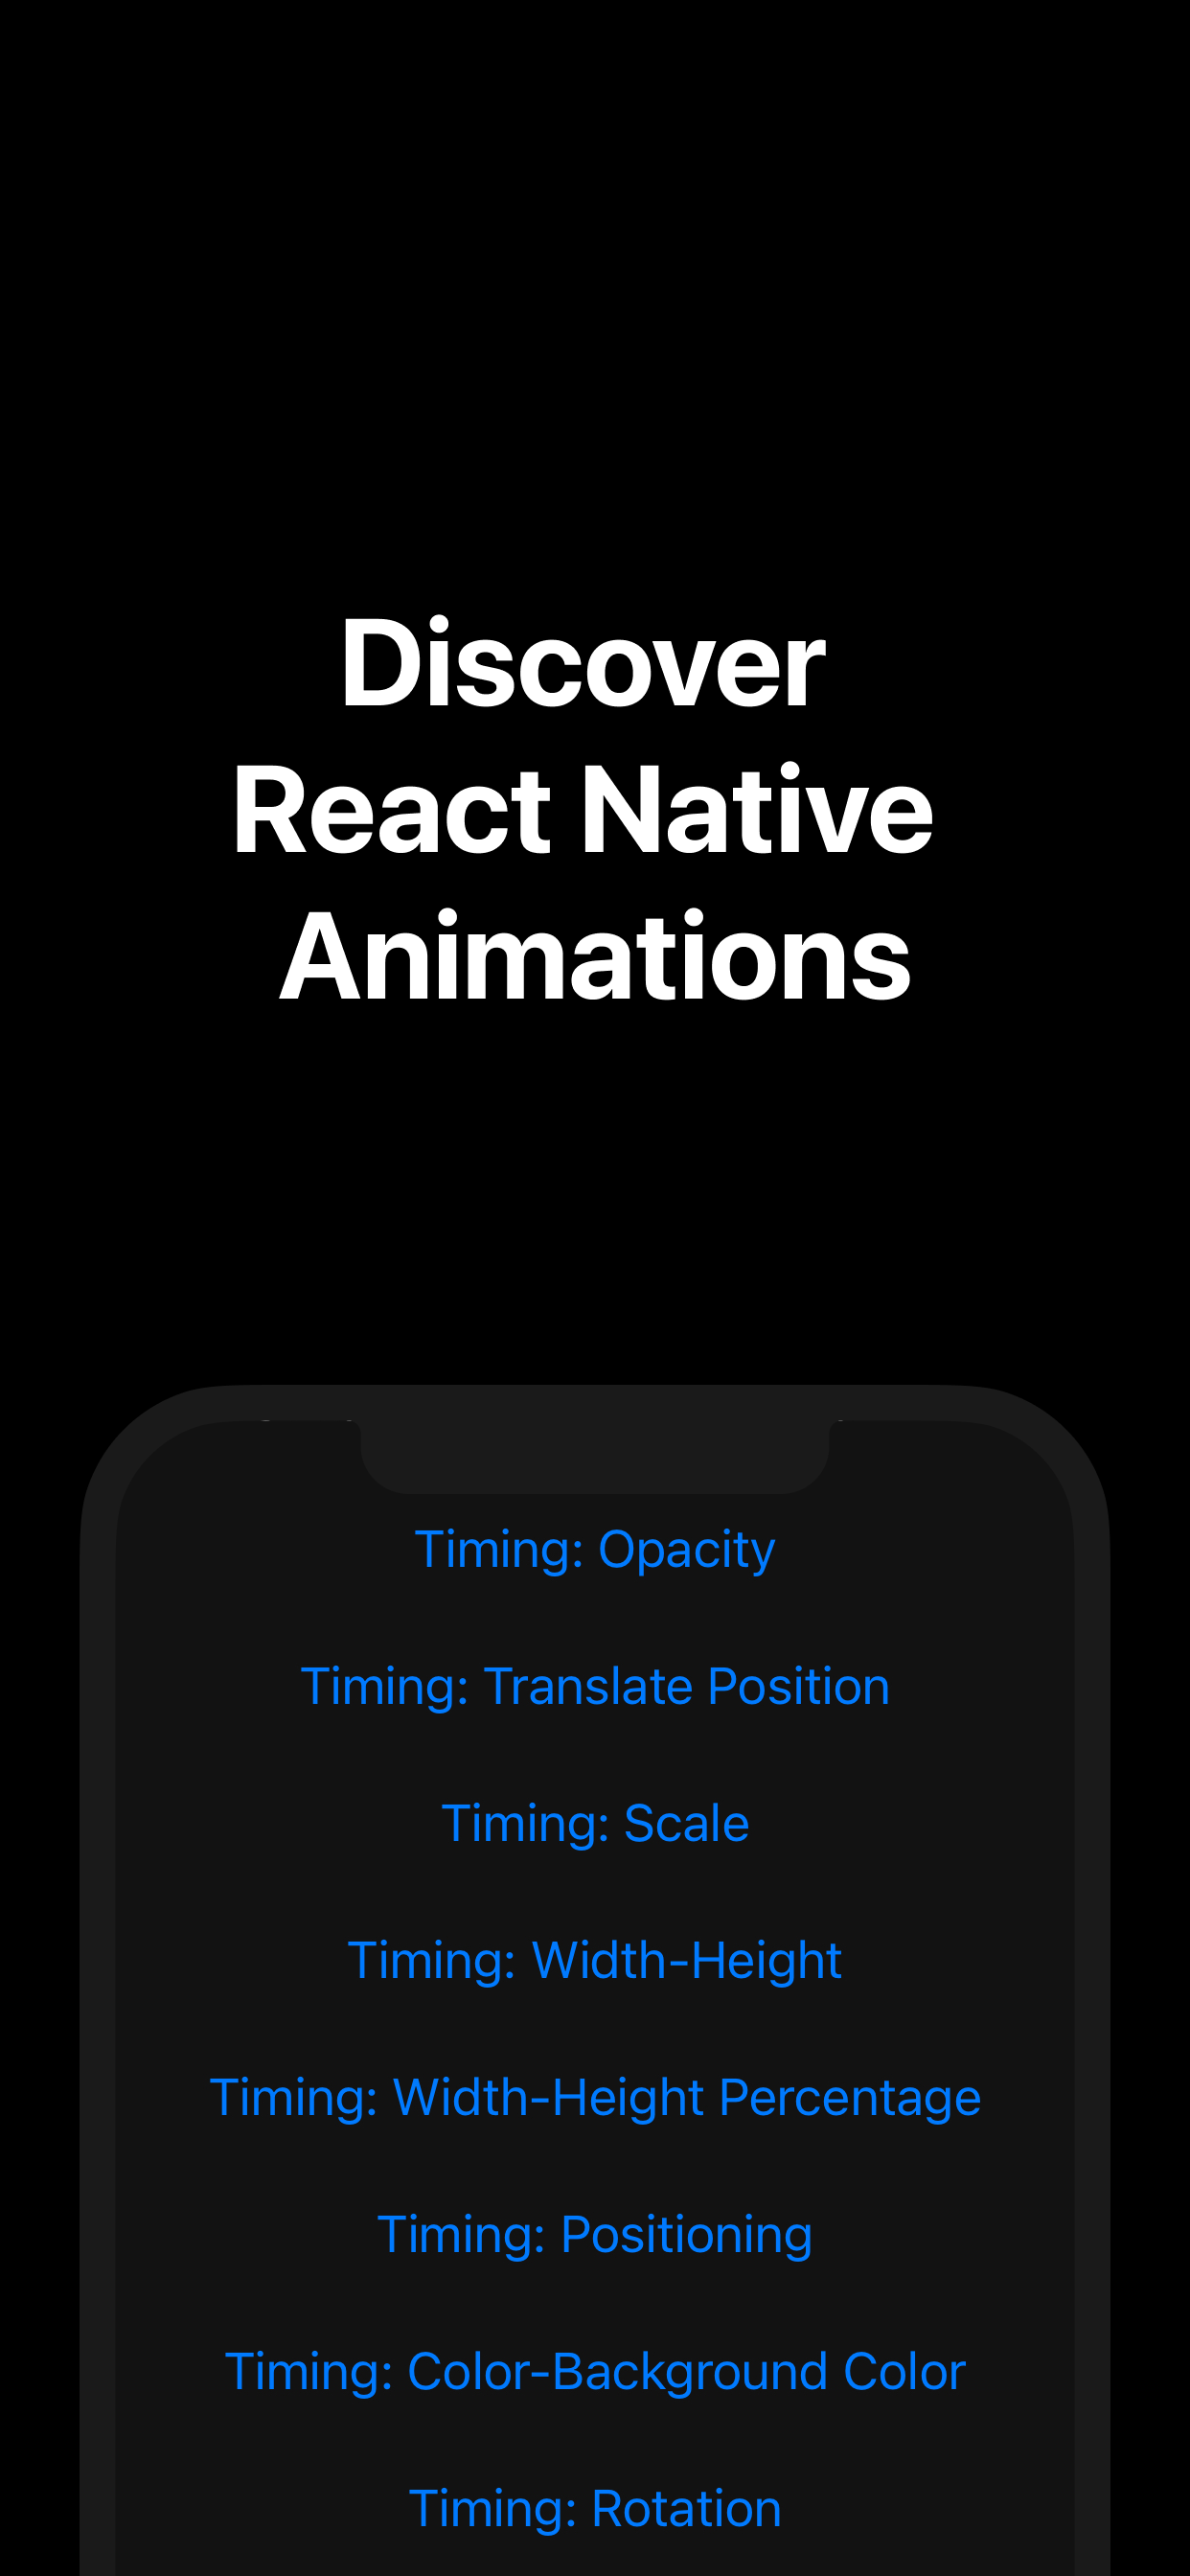 Discover
React Native
Animations
Timing: Opacity
Timing: Translate Position
Timing: Scale
Timing: Width-Height
Timing: Width-Height Percentage
Timing: Positioning
Timing: Color-Background Color
Timing: Rotation